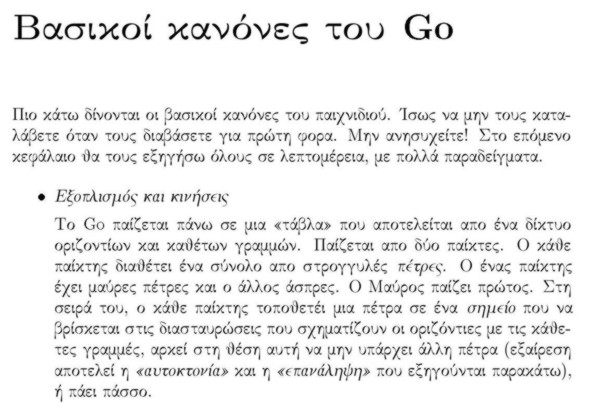 Βασικοί κανόνες του Go
Πιο κάτω δίνονται οι βασικοί κανόνες του παιχνιδιού. Ίσως να μην τους κατα-
λάβετε όταν τους διαβάσετε για πρώτη φορα. Μην ανησυχείτε! Στο επόμενο
κεφάλαιο θα τους εξηγήσω όλους σε λεπτομέρεια, με πολλά παραδείγματα.
• Εξοπλισμός και κινήσεις
Το Go παίζεται πάνω σε μια «τάβλα» που αποτελείται απο ένα δίκτυο
οριζοντίων και καθέτων γραμμών. Παίζεται απο δύο παίκτες. Ο κάθε
παίκτης διαθέτει ένα σύνολο απο στρογγυλές πέτρες. Ο ένας παίκτης
έχει μαύρες πέτρες και ο άλλος άσπρες. Ο Μαύρος παίζει πρώτος. Στη
σειρά του, ο κάθε παίκτης τοποθετέι μια πέτρα σε ένα σημείο που να
βρίσκεται στις διασταυρώσεις που σχηματίζουν οι οριζόντιες με τις κάθε-
τες γραμμές, αρκεί στη θέση αυτή να μην υπάρχει άλλη πέτρα (εξαίρεση
αποτελεί η «αυτοκτονία» και η «επανάληψη» που εξηγούνται παρακάτω),
ή πάει πάσσο.